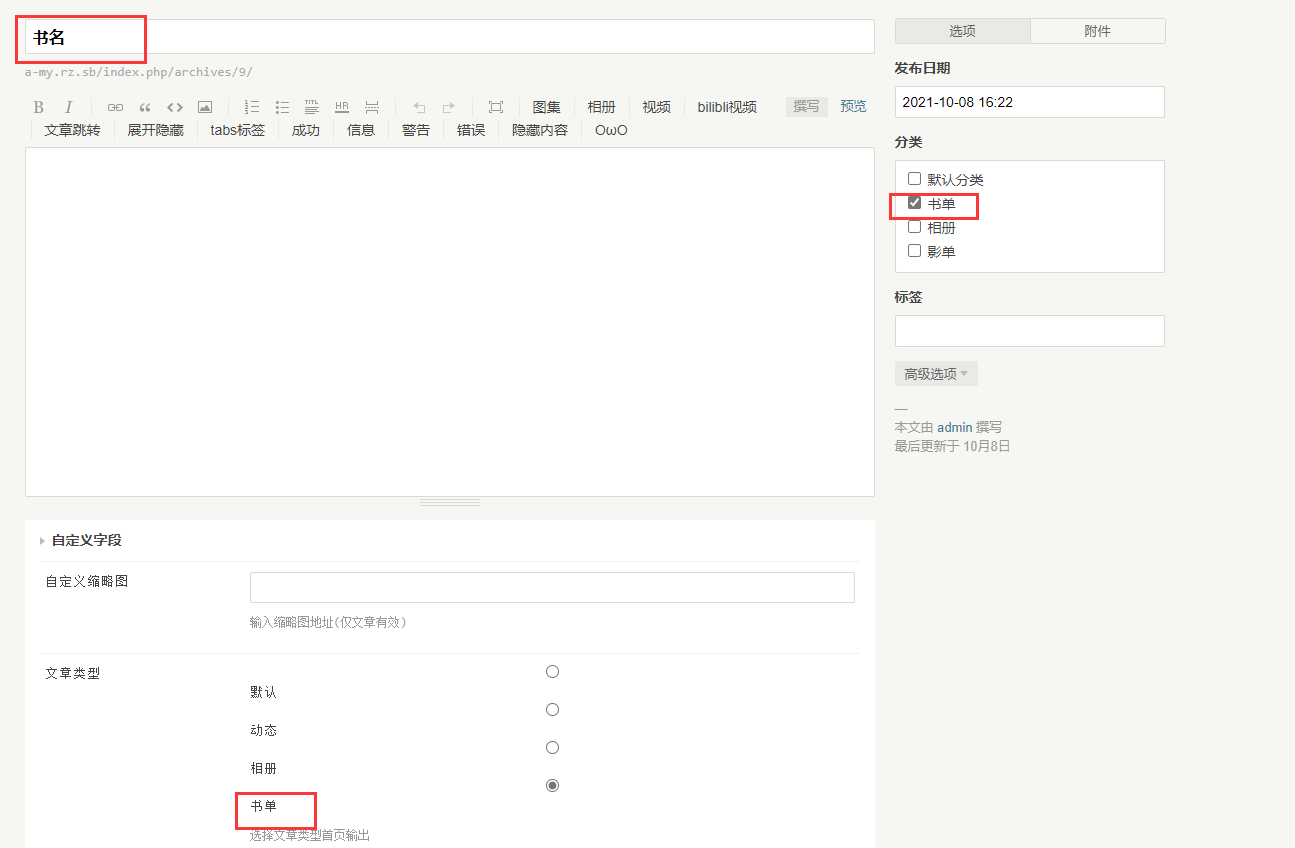 书名
a-my.rz.sb/index.php/archives/9/
B I TITL HR 图集 相册 视频 bilibli视频 撰写 预览
文章跳转 展开隐藏 tabs标签 成功 信息 警告 错误 隐藏内容 OωO
自定义字段
自定义缩略图
输入缩略图地址(仅文章有效)
文章类型
默认
动态
相册
书单
选择文章类型首页输出
选项 附件
发布日期
2021-10-08 16:22
分类
默认分类
书单
相册
影单
标签
高级选项
—
本文由 admin 撰写
最后更新于 10月8日